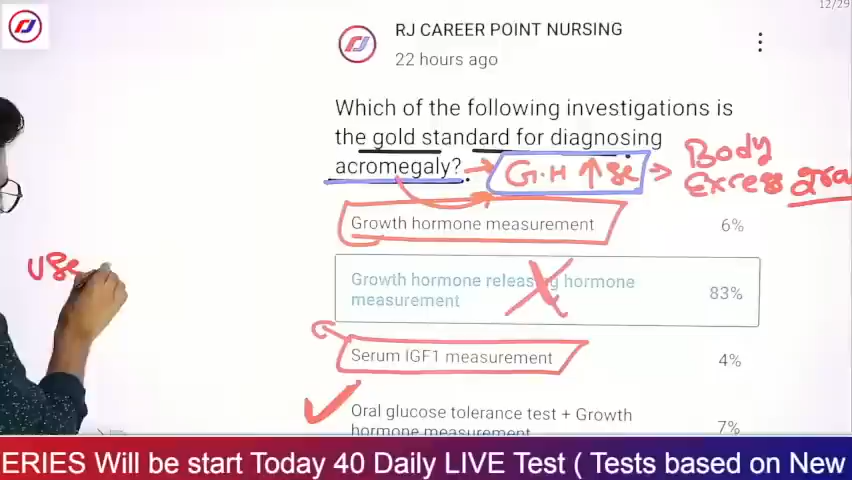 12/29
RJ CAREER POINT NURSING
22 hours ago
Which of the following investigations is
the gold standard for diagnosing
acromegaly? → G.H ↑ se → Body
Excess
Growth hormone measurement 6%
Growth hormone releasing hormone
measurement 83%
Serum IGF1 measurement 4%
Oral glucose tolerance test + Growth
hormone measurement 7%
ERIES Will be start Today 40 Daily LIVE Test ( Tests based on New